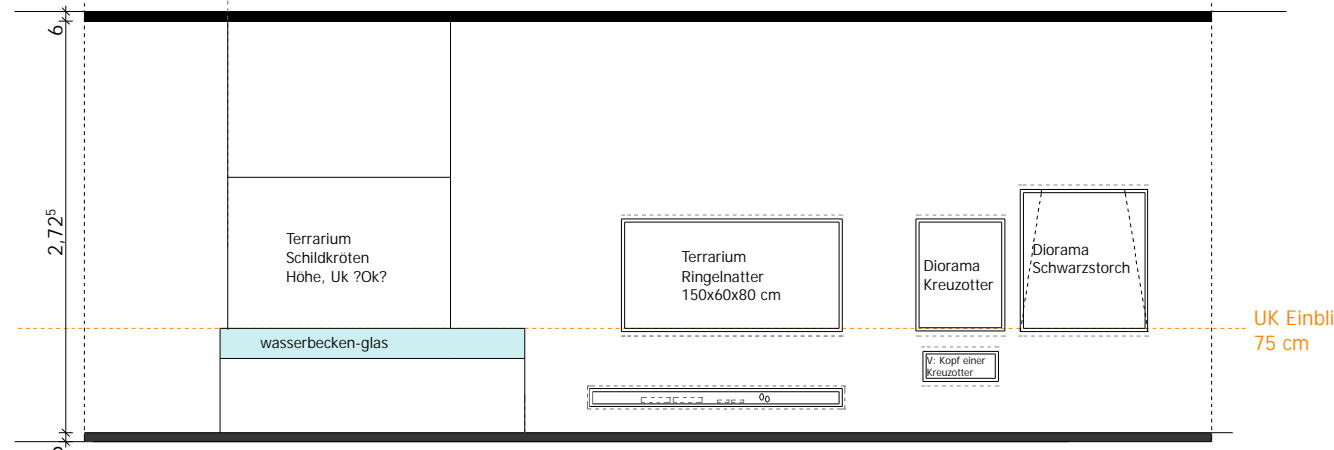 6
2,72⁵
Terrarium
Schildkröten
Höhe, Uk ?Ok?
wasserbecken-glas
Terrarium
Ringelnatter
150x60x80 cm
Diorama
Kreuzotter
Diorama
Schwarzstorch
V: Kopf einer
Kreuzotter
UK Einbli
75 cm